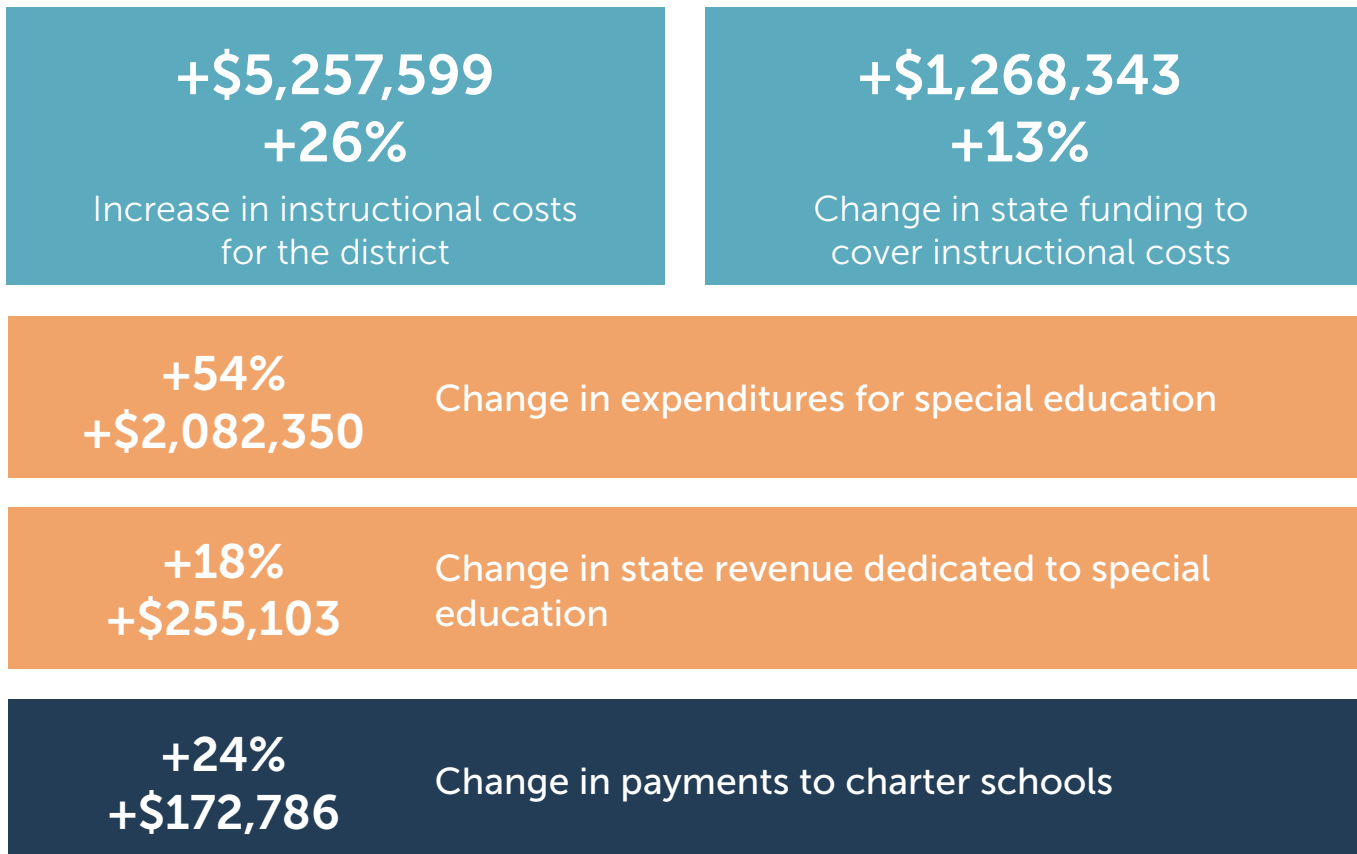 +$5,257,599
+26%
Increase in instructional costs
for the district
+$1,268,343
+13%
Change in state funding to
cover instructional costs
+54%
+$2,082,350
Change in expenditures for special education
+18%
+$255,103
Change in state revenue dedicated to special
education
+24%
+$172,786
Change in payments to charter schools